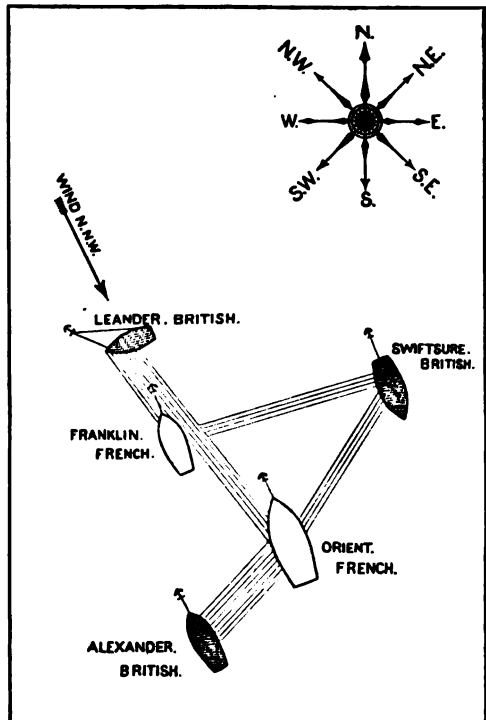 N.
N.W.
N.E.
W.
E.
S.W.
S.E.
S.
WIND N.N.W.
LEANDER. BRITISH.
SWIFTSURE.
BRITISH.
FRANKLIN.
FRENCH.
ORIENT.
FRENCH.
ALEXANDER.
BRITISH.